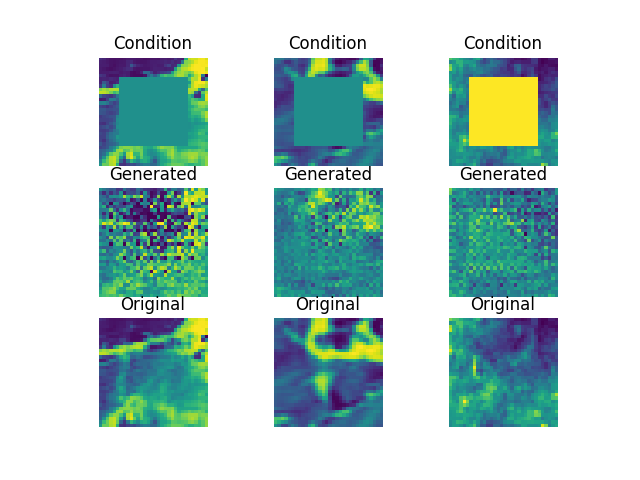 Condition
Condition
Condition
Generated
Generated
Generated
Original
Original
Original